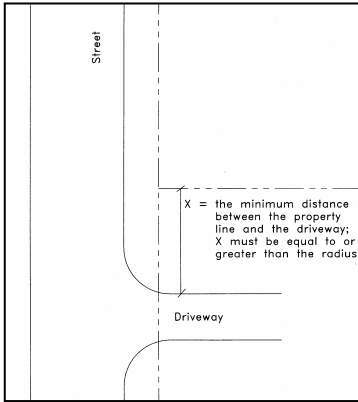 Street
X = the minimum distance
between the property
line and the driveway;
X must be equal to or
greater than the radius
Driveway